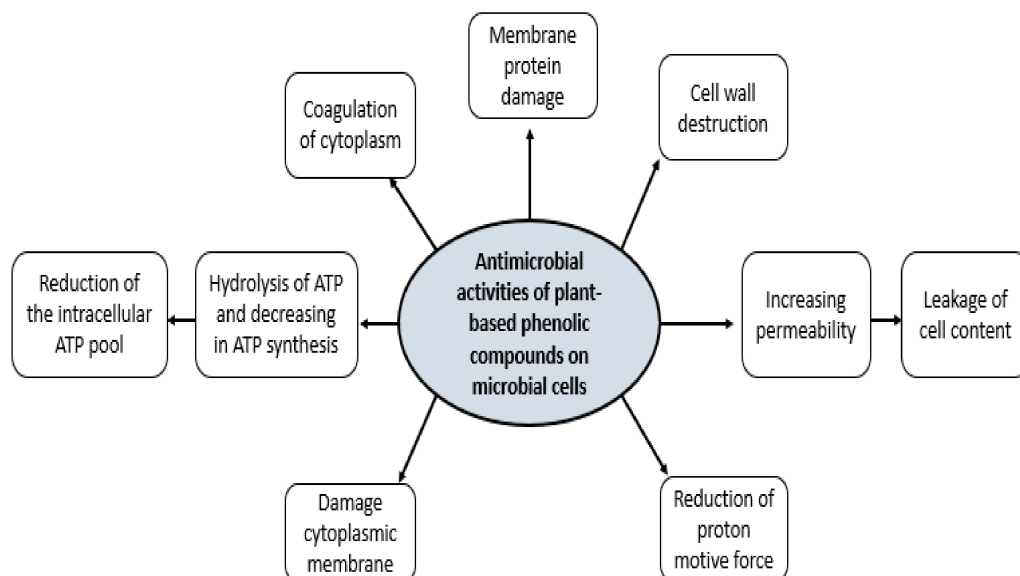 Membrane
protein
damage
Coagulation
of cytoplasm
Cell wall
destruction
Antimicrobial
activities of plant-
based phenolic
compounds on
microbial cells
Reduction of
the intracellular
ATP pool
Hydrolysis of ATP
and decreasing
in ATP synthesis
Increasing
permeability
Leakage of
cell content
Damage
cytoplasmic
membrane
Reduction of
proton
motive force